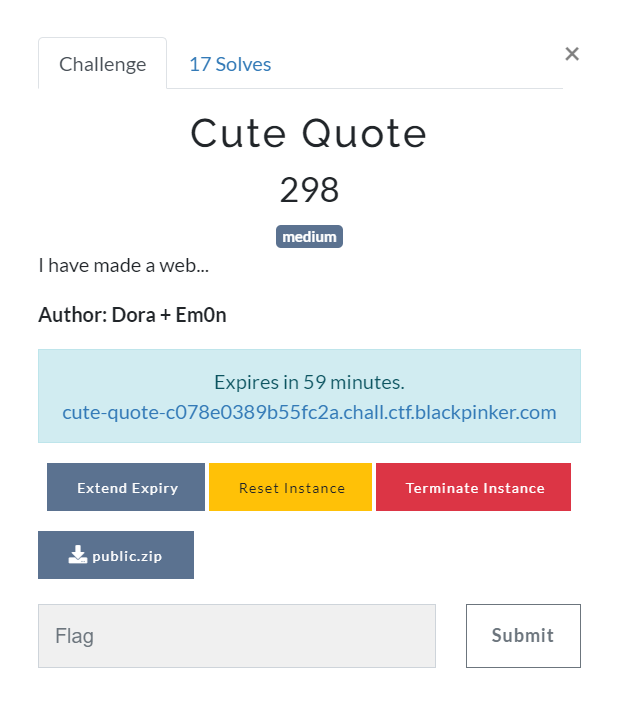 Challenge
17 Solves
×
Cute Quote
298
medium
I have made a web...
Author: Dora + Em0n
Expires in 59 minutes.
cute-quote-c078e0389b55fc2a.chall.ctf.blackpinker.com
Extend Expiry
Reset Instance
Terminate Instance
public.zip
Flag
Submit